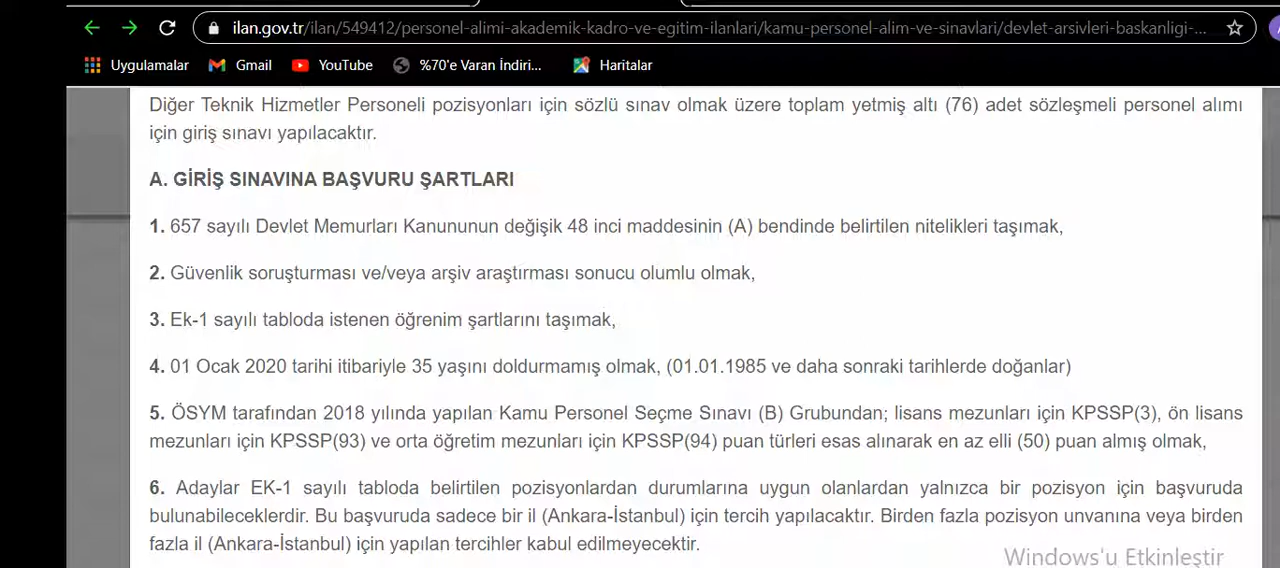 ilan.gov.tr/ilan/549412/personel-alimi-akademik-kadro-ve-egitim-ilanlari/kamu-personel-alim-ve-sinavlari/devlet-arsivleri-baskanligi-...
Uygulamalar Gmail YouTube %70'e Varan İndiri... Haritalar
Diğer Teknik Hizmetler Personeli pozisyonları için sözlü sınav olmak üzere toplam yetmiş altı (76) adet sözleşmeli personel alımı
için giriş sınavı yapılacaktır.
A. GİRİŞ SINAVINA BAŞVURU ŞARTLARI
1. 657 sayılı Devlet Memurları Kanununun değişik 48 inci maddesinin (A) bendinde belirtilen nitelikleri taşımak,
2. Güvenlik soruşturması ve/veya arşiv araştırması sonucu olumlu olmak,
3. Ek-1 sayılı tabloda istenen öğrenim şartlarını taşımak,
4. 01 Ocak 2020 tarihi itibariyle 35 yaşını doldurmamış olmak, (01.01.1985 ve daha sonraki tarihlerde doğanlar)
5. ÖSYM tarafından 2018 yılında yapılan Kamu Personel Seçme Sınavı (B) Grubundan; lisans mezunları için KPSSP(3), ön lisans
mezunları için KPSSP(93) ve orta öğretim mezunları için KPSSP(94) puan türleri esas alınarak en az elli (50) puan almış olmak,
6. Adaylar EK-1 sayılı tabloda belirtilen pozisyonlardan durumlarına uygun olanlardan yalnızca bir pozisyon için başvuruda
bulunabileceklerdir. Bu başvuruda sadece bir il (Ankara-İstanbul) için tercih yapılacaktır. Birden fazla pozisyon unvanına veya birden
fazla il (Ankara-İstanbul) için yapılan tercihler kabul edilmeyecektir.
Windows'u Etkinleştir